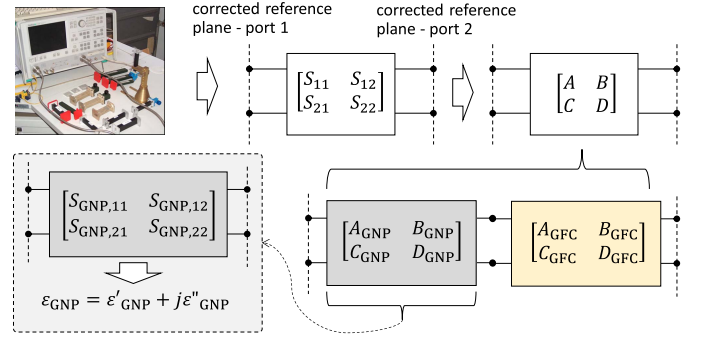 corrected reference
plane - port 1
corrected reference
plane - port 2
[S11 S12
S21 S22]
[A B
C D]
[SGNP,11 SGNP,12
SGNP,21 SGNP,22]
εGNP = ε'GNP + jε"GNP
[AGNP BGNP
CGNP DGNP]
[AGFC BGFC
CGFC DGFC]